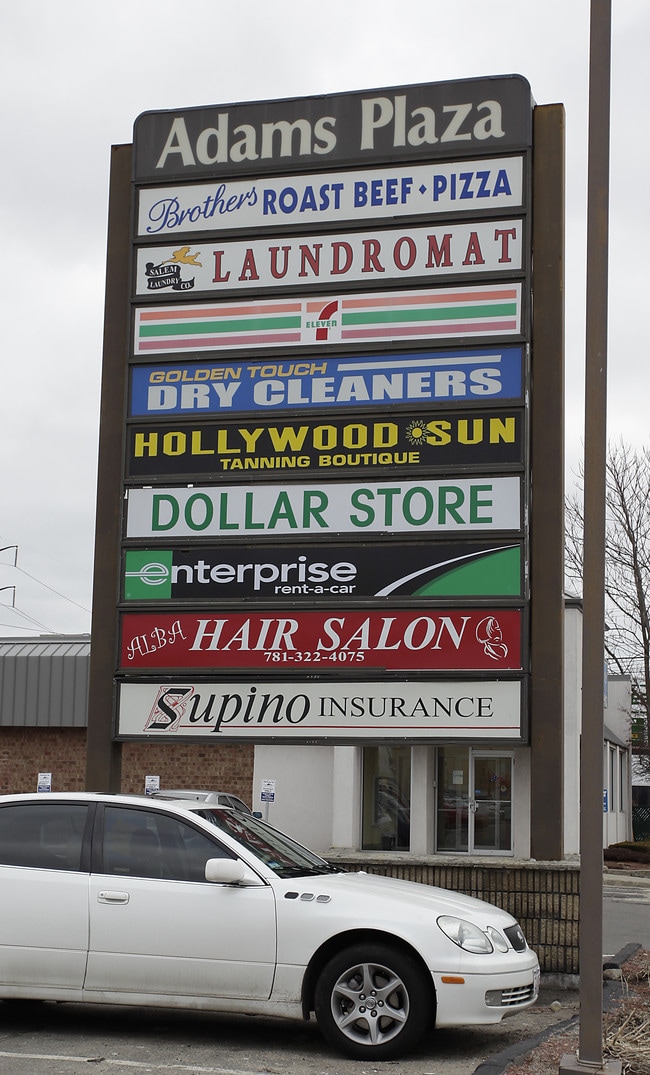 Adams Plaza
Brothers ROAST BEEF • PIZZA
SALEM LAUNDRY CO.
LAUNDROMAT
7 ELEVEN
GOLDEN TOUCH
DRY CLEANERS
HOLLYWOOD SUN
TANNING BOUTIQUE
DOLLAR STORE
enterprise
rent-a-car
ALBA HAIR SALON
781-322-4075
Supino INSURANCE